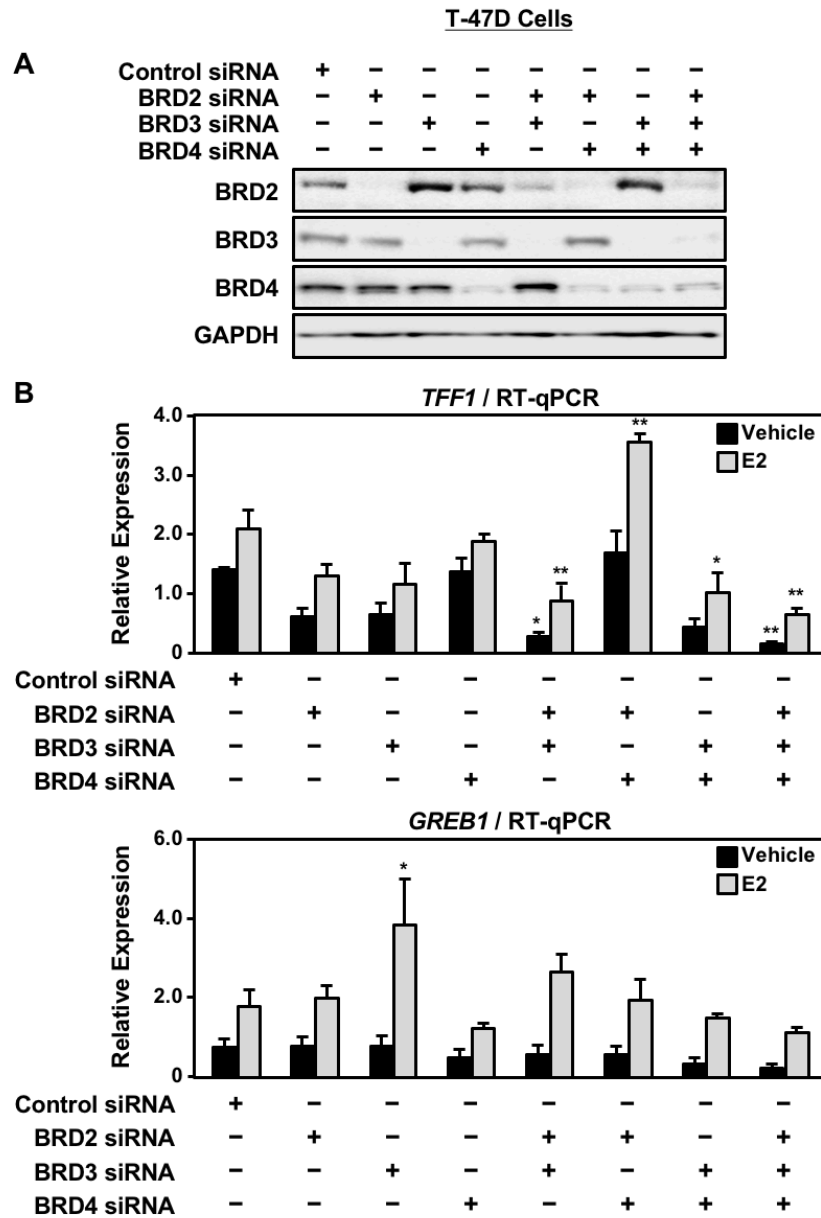 T-47D Cells
A
Control siRNA + – – – – – – –
BRD2 siRNA – + – – + + – +
BRD3 siRNA – – + – + – + +
BRD4 siRNA – – – + – + + +
BRD2
BRD3
BRD4
GAPDH
B
TFF1 / RT-qPCR
Relative Expression
4.0
3.0
2.0
1.0
0
Vehicle
E2
* ** ** * ** **
Control siRNA + – – – – – – –
BRD2 siRNA – + – – + + – +
BRD3 siRNA – – + – + – + +
BRD4 siRNA – – – + – + + +
GREB1 / RT-qPCR
Relative Expression
6.0
4.0
2.0
0
Vehicle
E2
*
Control siRNA + – – – – – – –
BRD2 siRNA – + – – + + – +
BRD3 siRNA – – + – + – + +
BRD4 siRNA – – – + – + + +